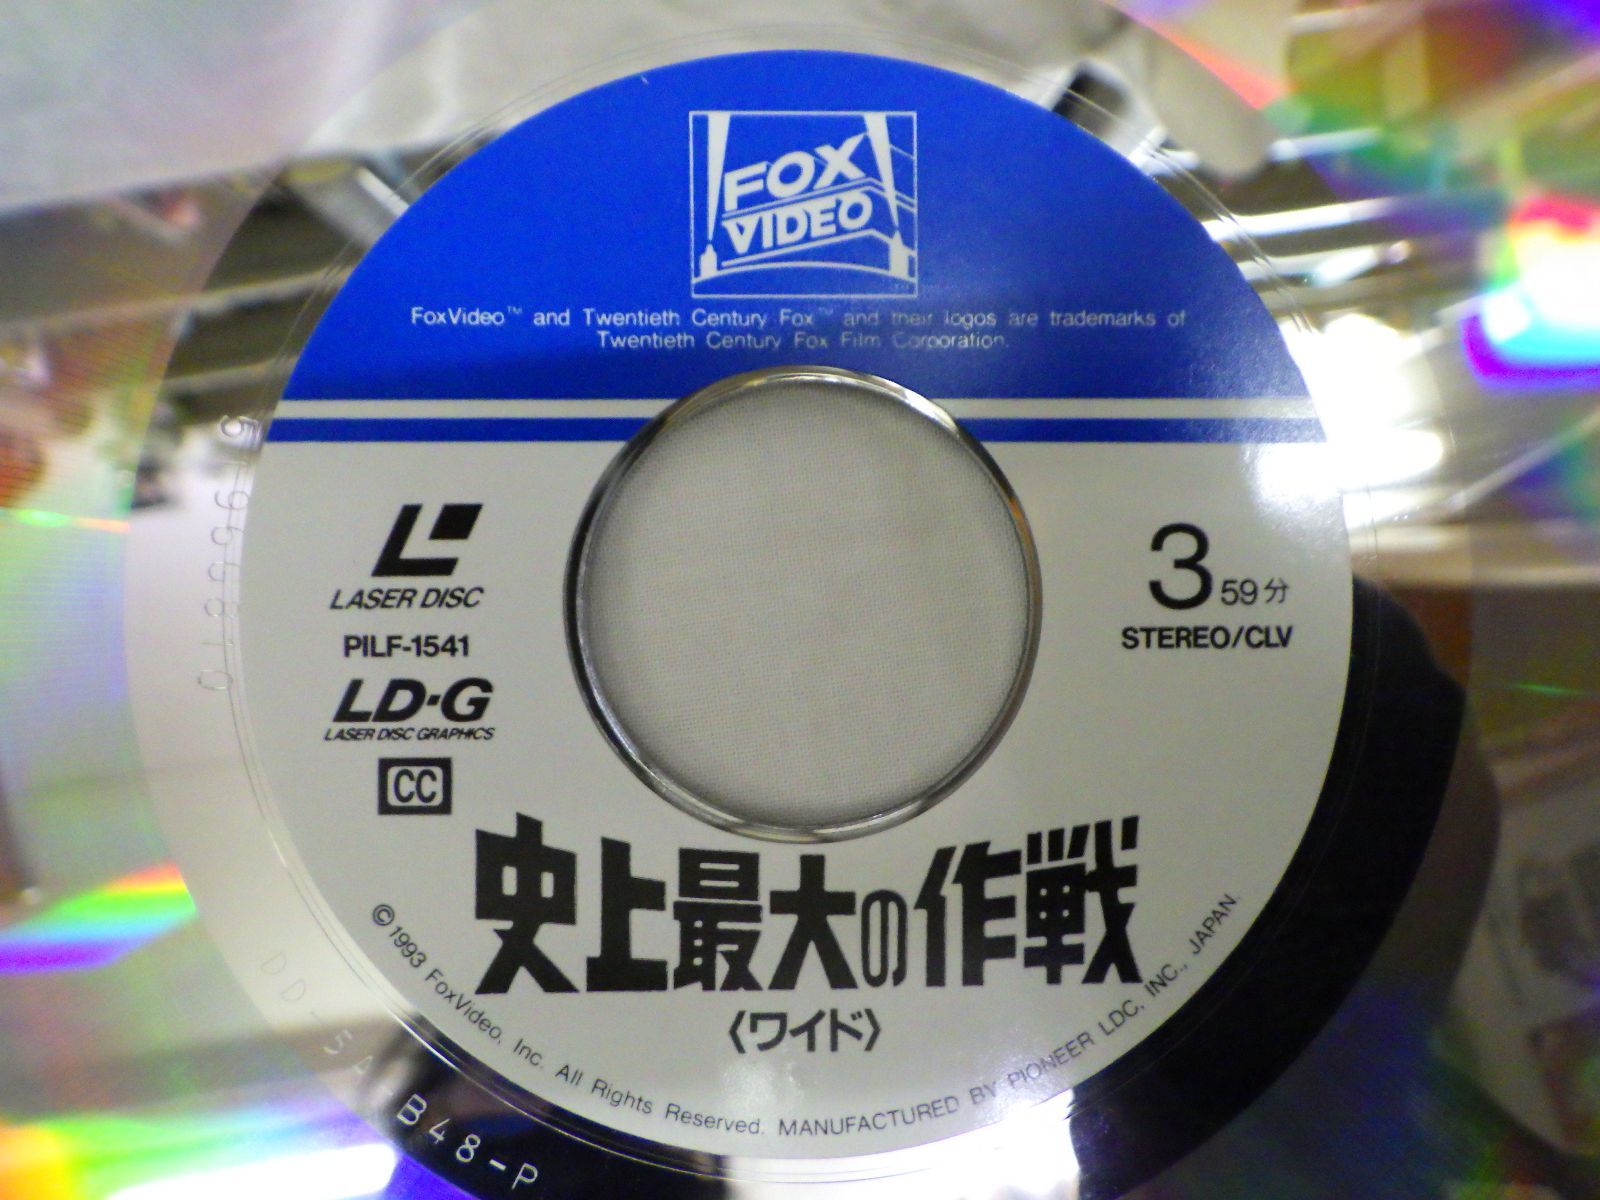 FOX
VIDEO
FoxVideo™ and Twentieth Century Fox™ and their logos are trademarks of
Twentieth Century Fox Film Corporation.
LASER DISC
PILF-1541
LD·G
LASER DISC GRAPHICS
CC
3 59分
STEREO/CLV
史上最大の作戦
〈ワイド〉
©1993 FoxVideo, Inc. All Rights Reserved. MANUFACTURED BY PIONEER LDC, INC., JAPAN.
B48-P